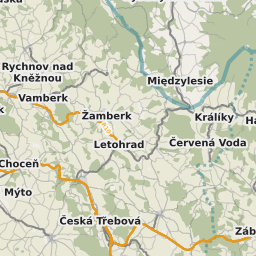 Rychnov nad
Kněžnou
Międzylesie
Vamberk
Žamberk
Králíky
Letohrad
Červená Voda
Choceň
Mýto
Česká Třebová